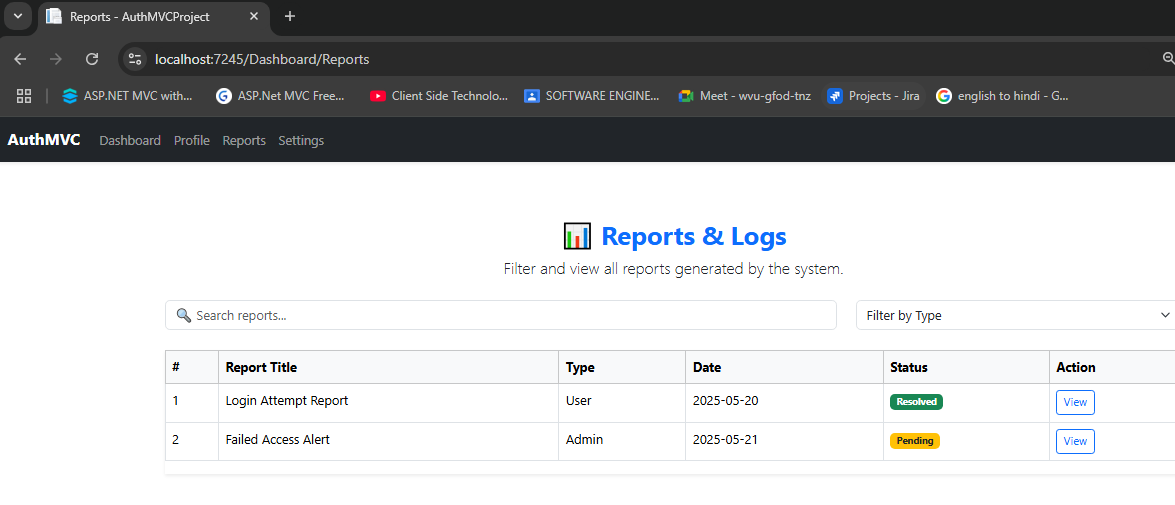 Reports - AuthMVCProject
localhost:7245/Dashboard/Reports
ASP.NET MVC with... ASP.Net MVC Free... Client Side Technolo... SOFTWARE ENGINE... Meet - wvu-gfod-tnz Projects - Jira english to hindi - G...
AuthMVC Dashboard Profile Reports Settings
Reports & Logs
Filter and view all reports generated by the system.
Search reports... Filter by Type
# Report Title Type Date Status Action
1 Login Attempt Report User 2025-05-20 Resolved View
2 Failed Access Alert Admin 2025-05-21 Pending View